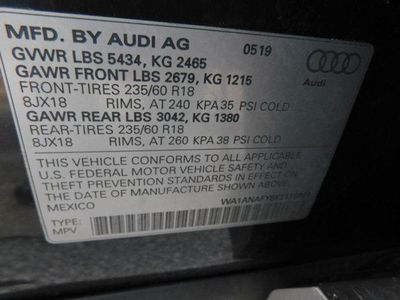 MFD. BY AUDI AG 0519
GVWR LBS 5434, KG 2465
GAWR FRONT LBS 2679, KG 1215
FRONT-TIRES 235/60 R18
8JX18 RIMS, AT 240 KPA 35 PSI COLD
GAWR REAR LBS 3042, KG 1380
REAR-TIRES 235/60 R18
8JX18 RIMS, AT 260 KPA 38 PSI COLD
Audi
THIS VEHICLE CONFORMS TO ALL APPLICABLE
U.S. FEDERAL MOTOR VEHICLE SAFETY AND
THEFT PREVENTION STANDARDS IN EFFECT ON
THE DATE OF MANUFACTURE SHOWN ABOVE.
MEXICO
TYPE:
MPV